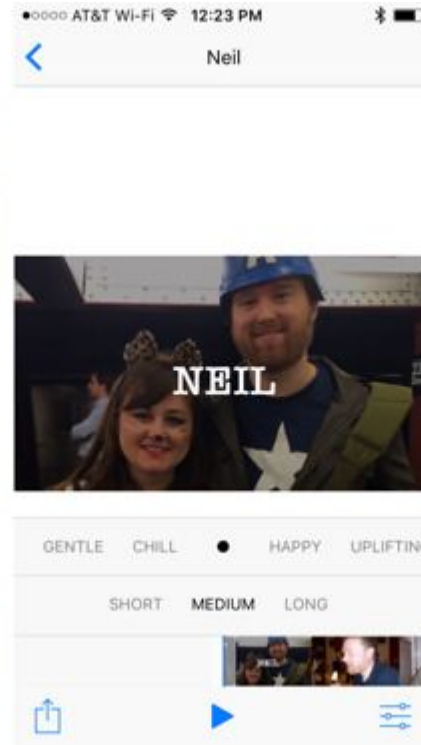 AT&T Wi-Fi 12:23 PM
Neil
NEIL
GENTLE CHILL HAPPY UPLIFTIN
SHORT MEDIUM LONG